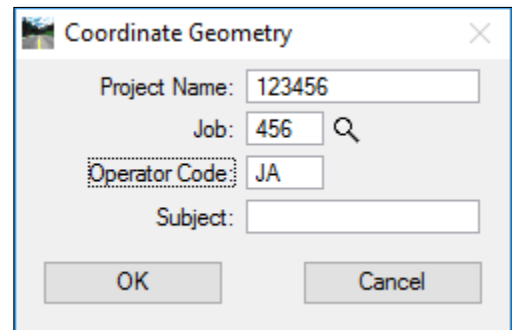 Coordinate Geometry
Project Name: 123456
Job: 456
Operator Code: JA
Subject:
OK Cancel